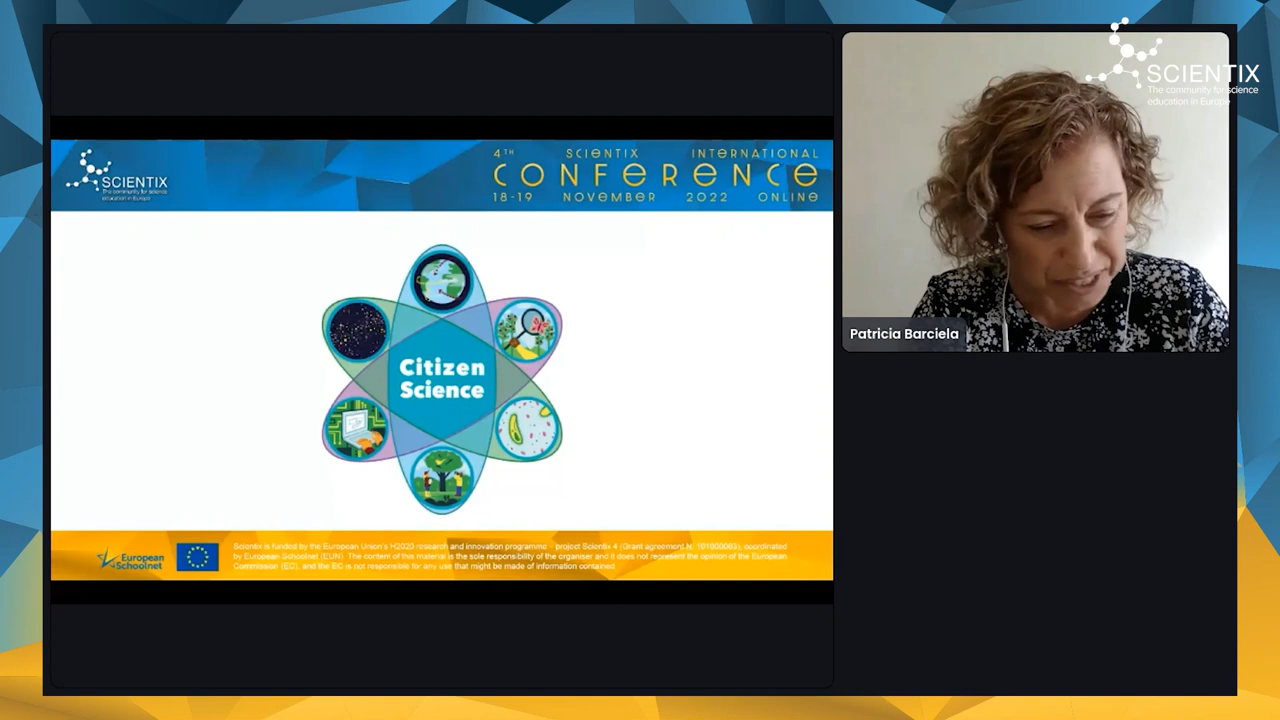 SCIENTIX
The community for science
education in Europe
SCIENTIX
The community for science
education in Europe
4TH SCIENTIX INTERNATIONAL
CONFERENCE
18-19 NOVEMBER 2022 ONLINE
Citizen
Science
Patricia Barciela
European
Schoolnet
Scientix is funded by the European Union's H2020 research and innovation programme – project Scientix 4 (Grant agreement N. 101000063), coordinated
by European Schoolnet (EUN). The content of this material is the sole responsibility of the organiser and it does not represent the opinion of the European
Commission (EC), and the EC is not responsible for any use that might be made of information contained